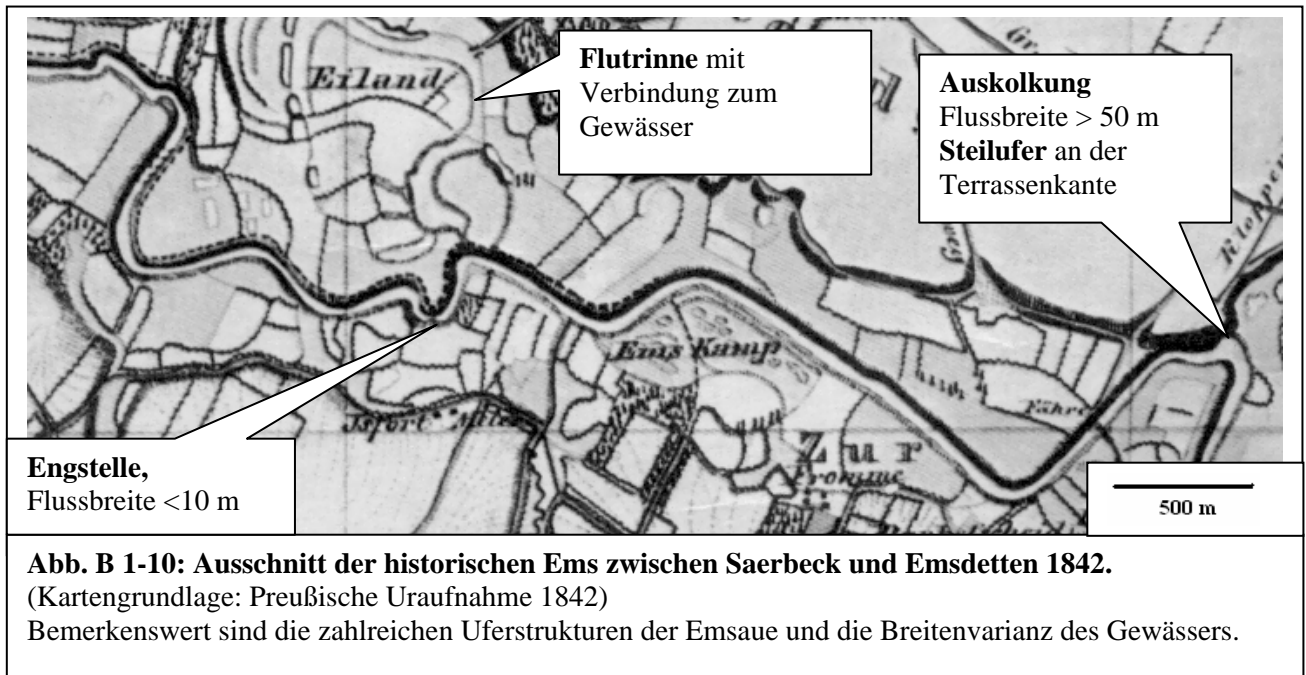 Eiland
Flutrinne mit
Verbindung zum
Gewässer
Auskolkung
Flussbreite > 50 m
Steilufer an der
Terrassenkante
Ems Kamp
Fähre
Zur
Engstelle,
Flussbreite <10 m
500 m
Abb. B 1-10: Ausschnitt der historischen Ems zwischen Saerbeck und Emsdetten 1842.
(Kartengrundlage: Preußische Uraufnahme 1842)
Bemerkenswert sind die zahlreichen Uferstrukturen der Emsaue und die Breitenvarianz des Gewässers.